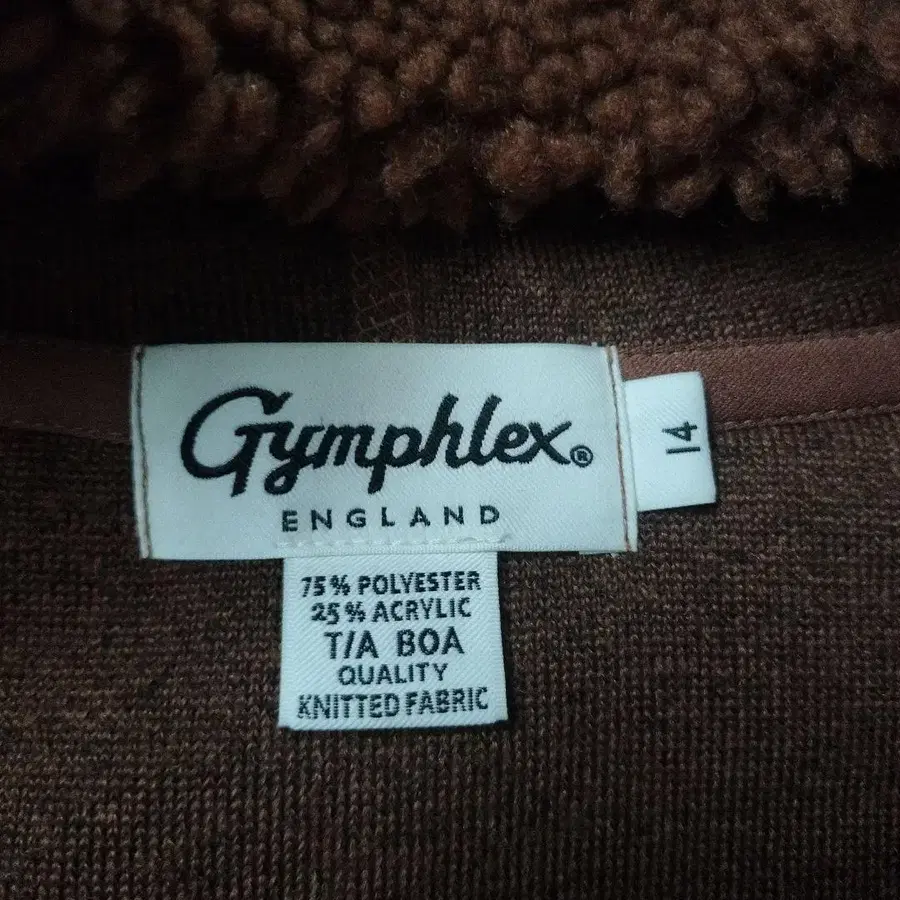 Gymphlex®
ENGLAND
14
75% POLYESTER
25% ACRYLIC
T/A BOA
QUALITY
KNITTED FABRIC